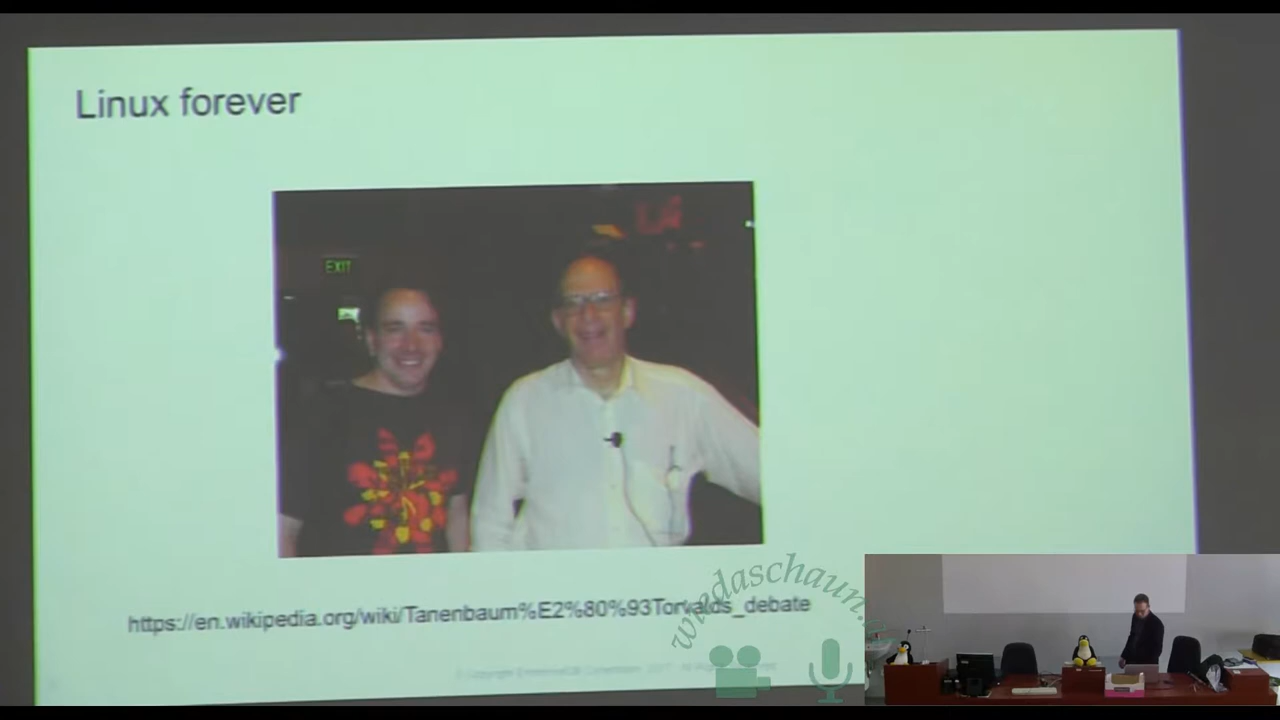 Linux forever
EXIT
https://en.wikipedia.org/wiki/Tanenbaum%E2%80%93Torvalds_debate
wiedaschaun.